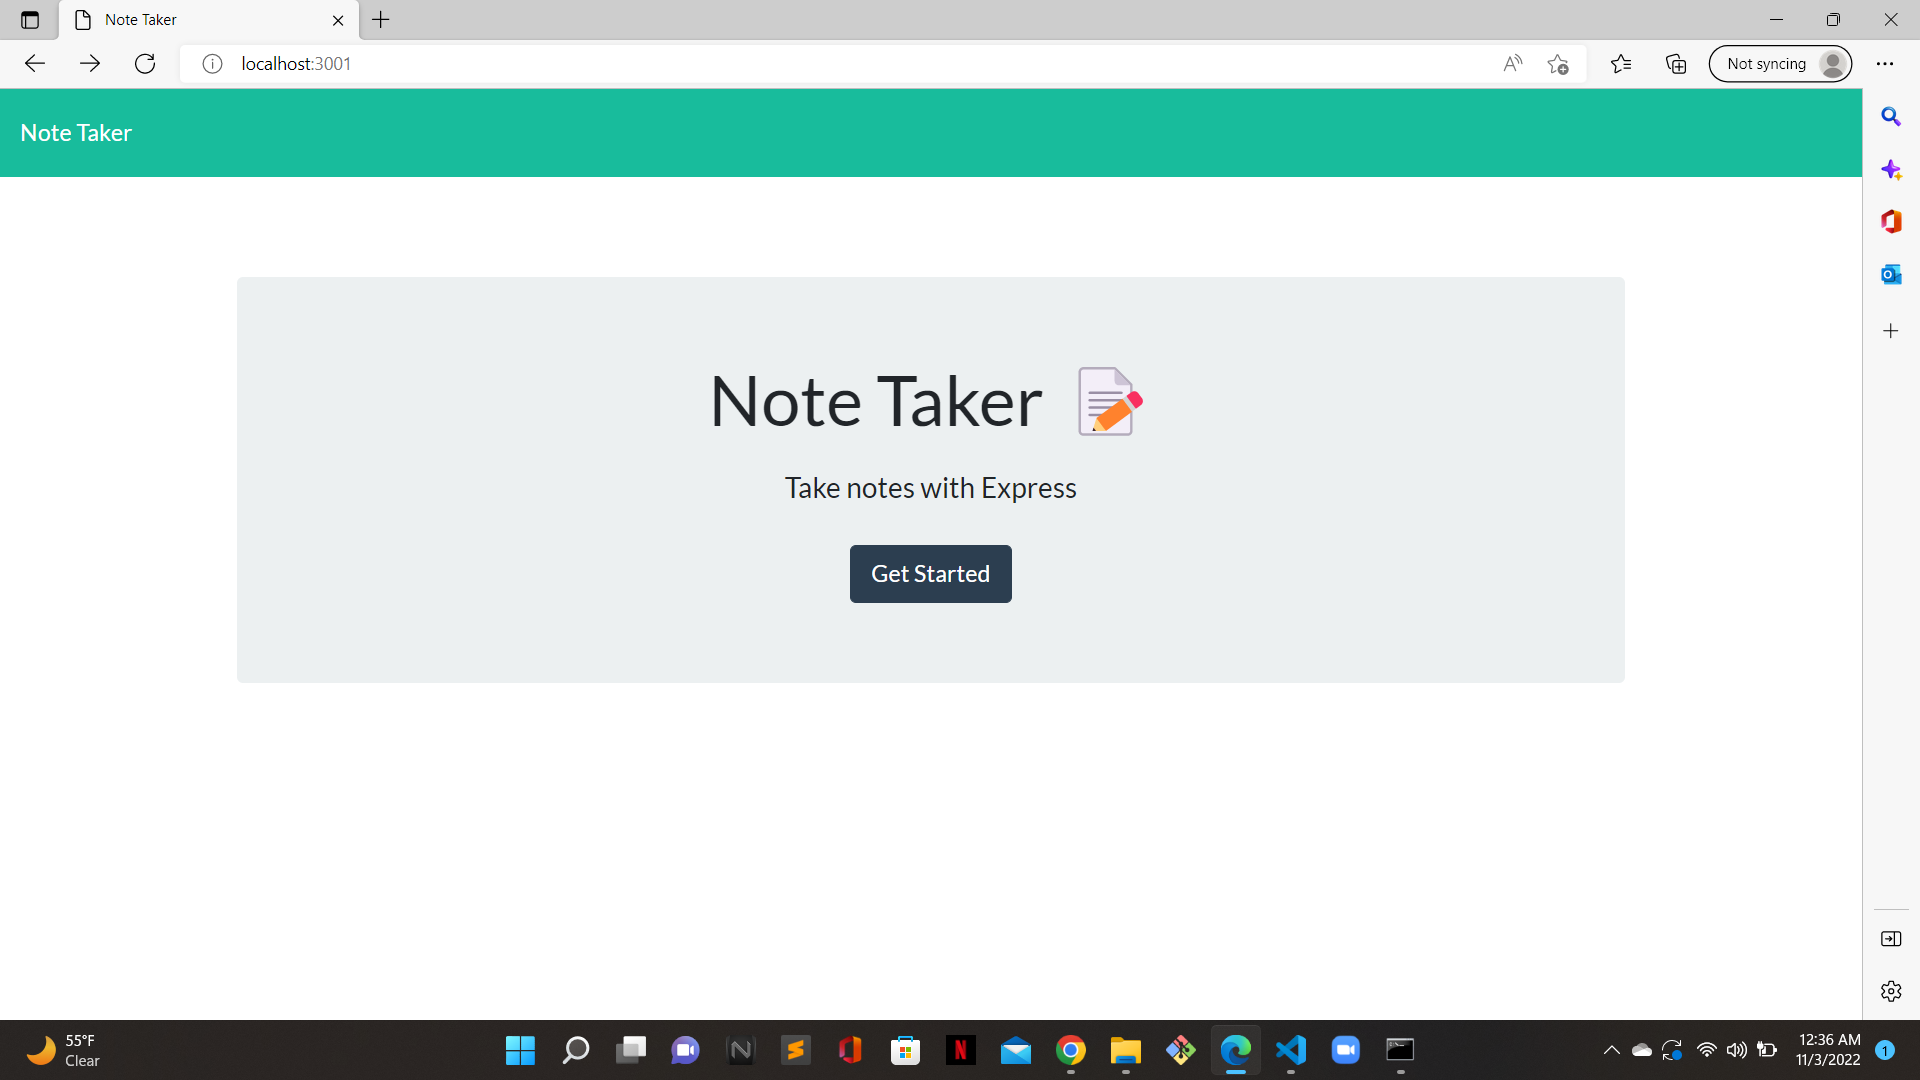 Note Taker
localhost:3001
Not syncing
Note Taker
Note Taker
Take notes with Express
Get Started
55°F
Clear
12:36 AM
11/3/2022
1